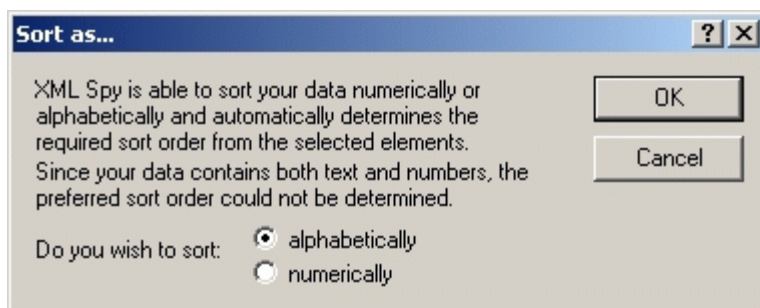 Sort as...
XML Spy is able to sort your data numerically or
alphabetically and automatically determines the
required sort order from the selected elements.
Since your data contains both text and numbers, the
preferred sort order could not be determined.
OK
Cancel
Do you wish to sort:
alphabetically
numerically